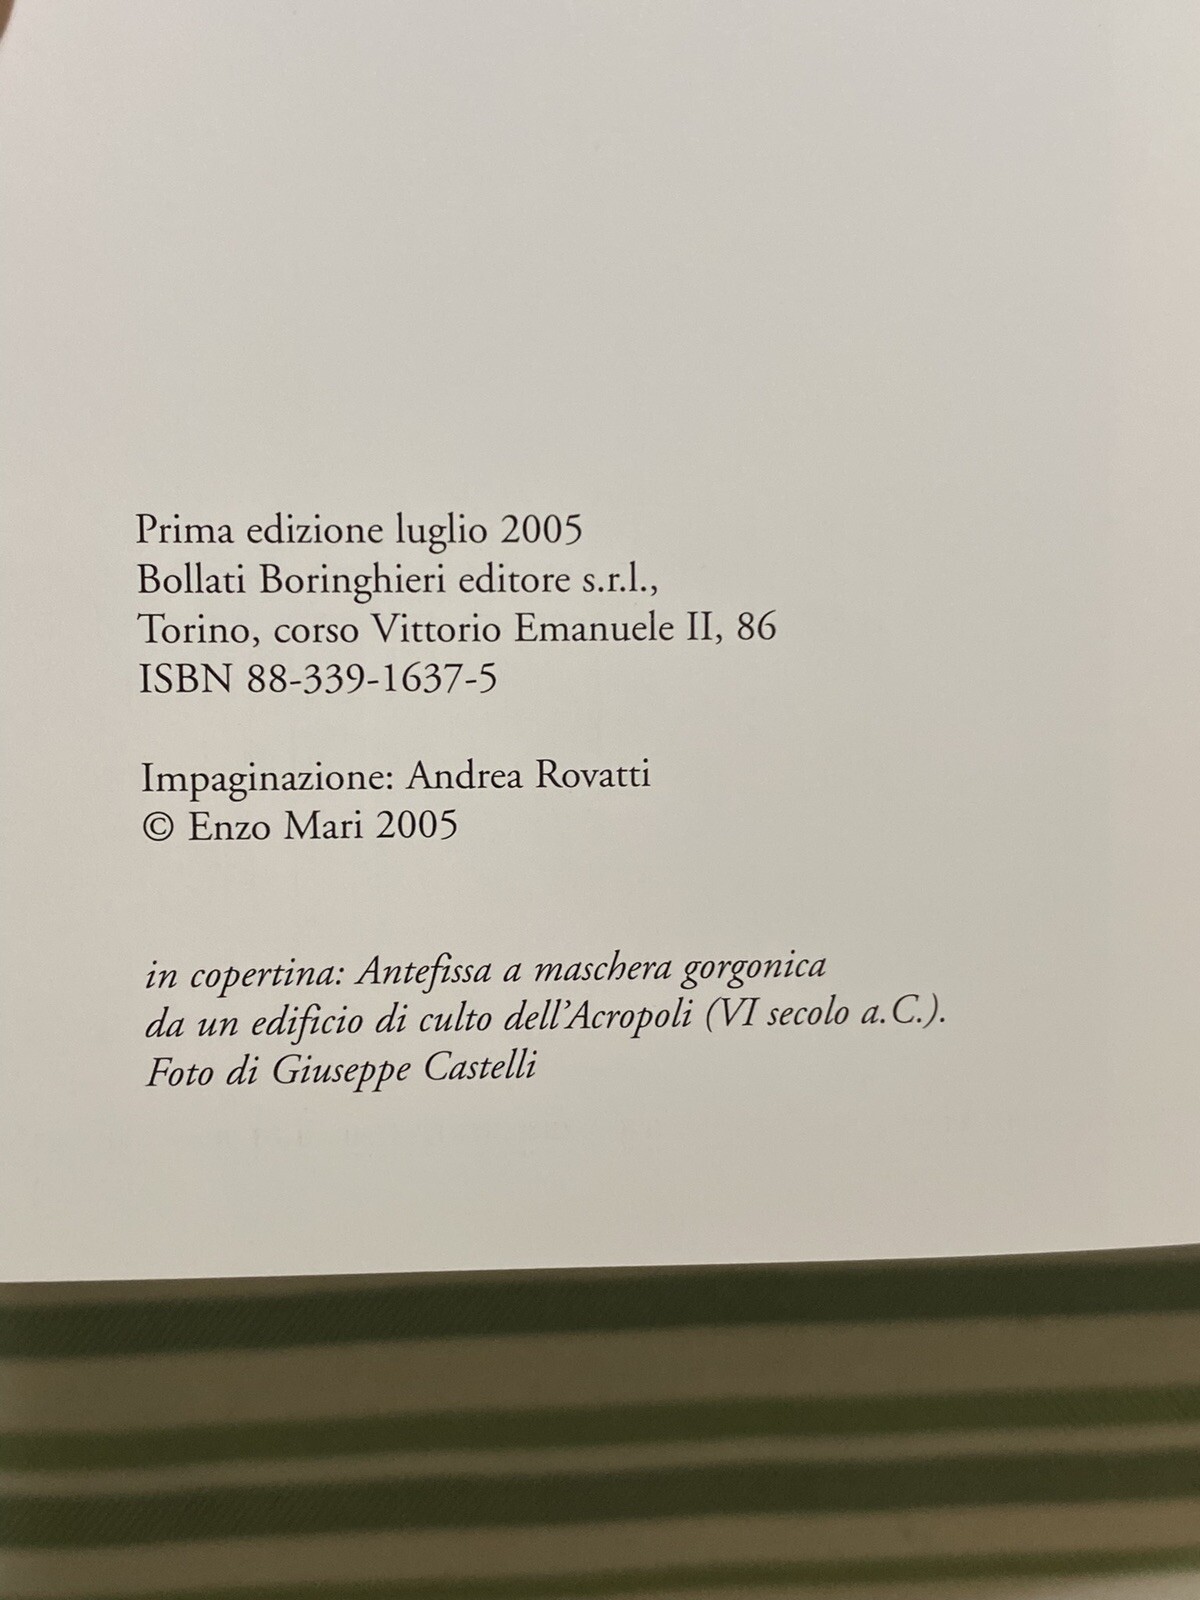 Prima edizione luglio 2005
Bollati Boringhieri editore s.r.l.,
Torino, corso Vittorio Emanuele II, 86
ISBN 88-339-1637-5
Impaginazione: Andrea Rovatti
© Enzo Mari 2005
in copertina: Antefissa a maschera gorgonica
da un edificio di culto dell'Acropoli (VI secolo a.C.).
Foto di Giuseppe Castelli